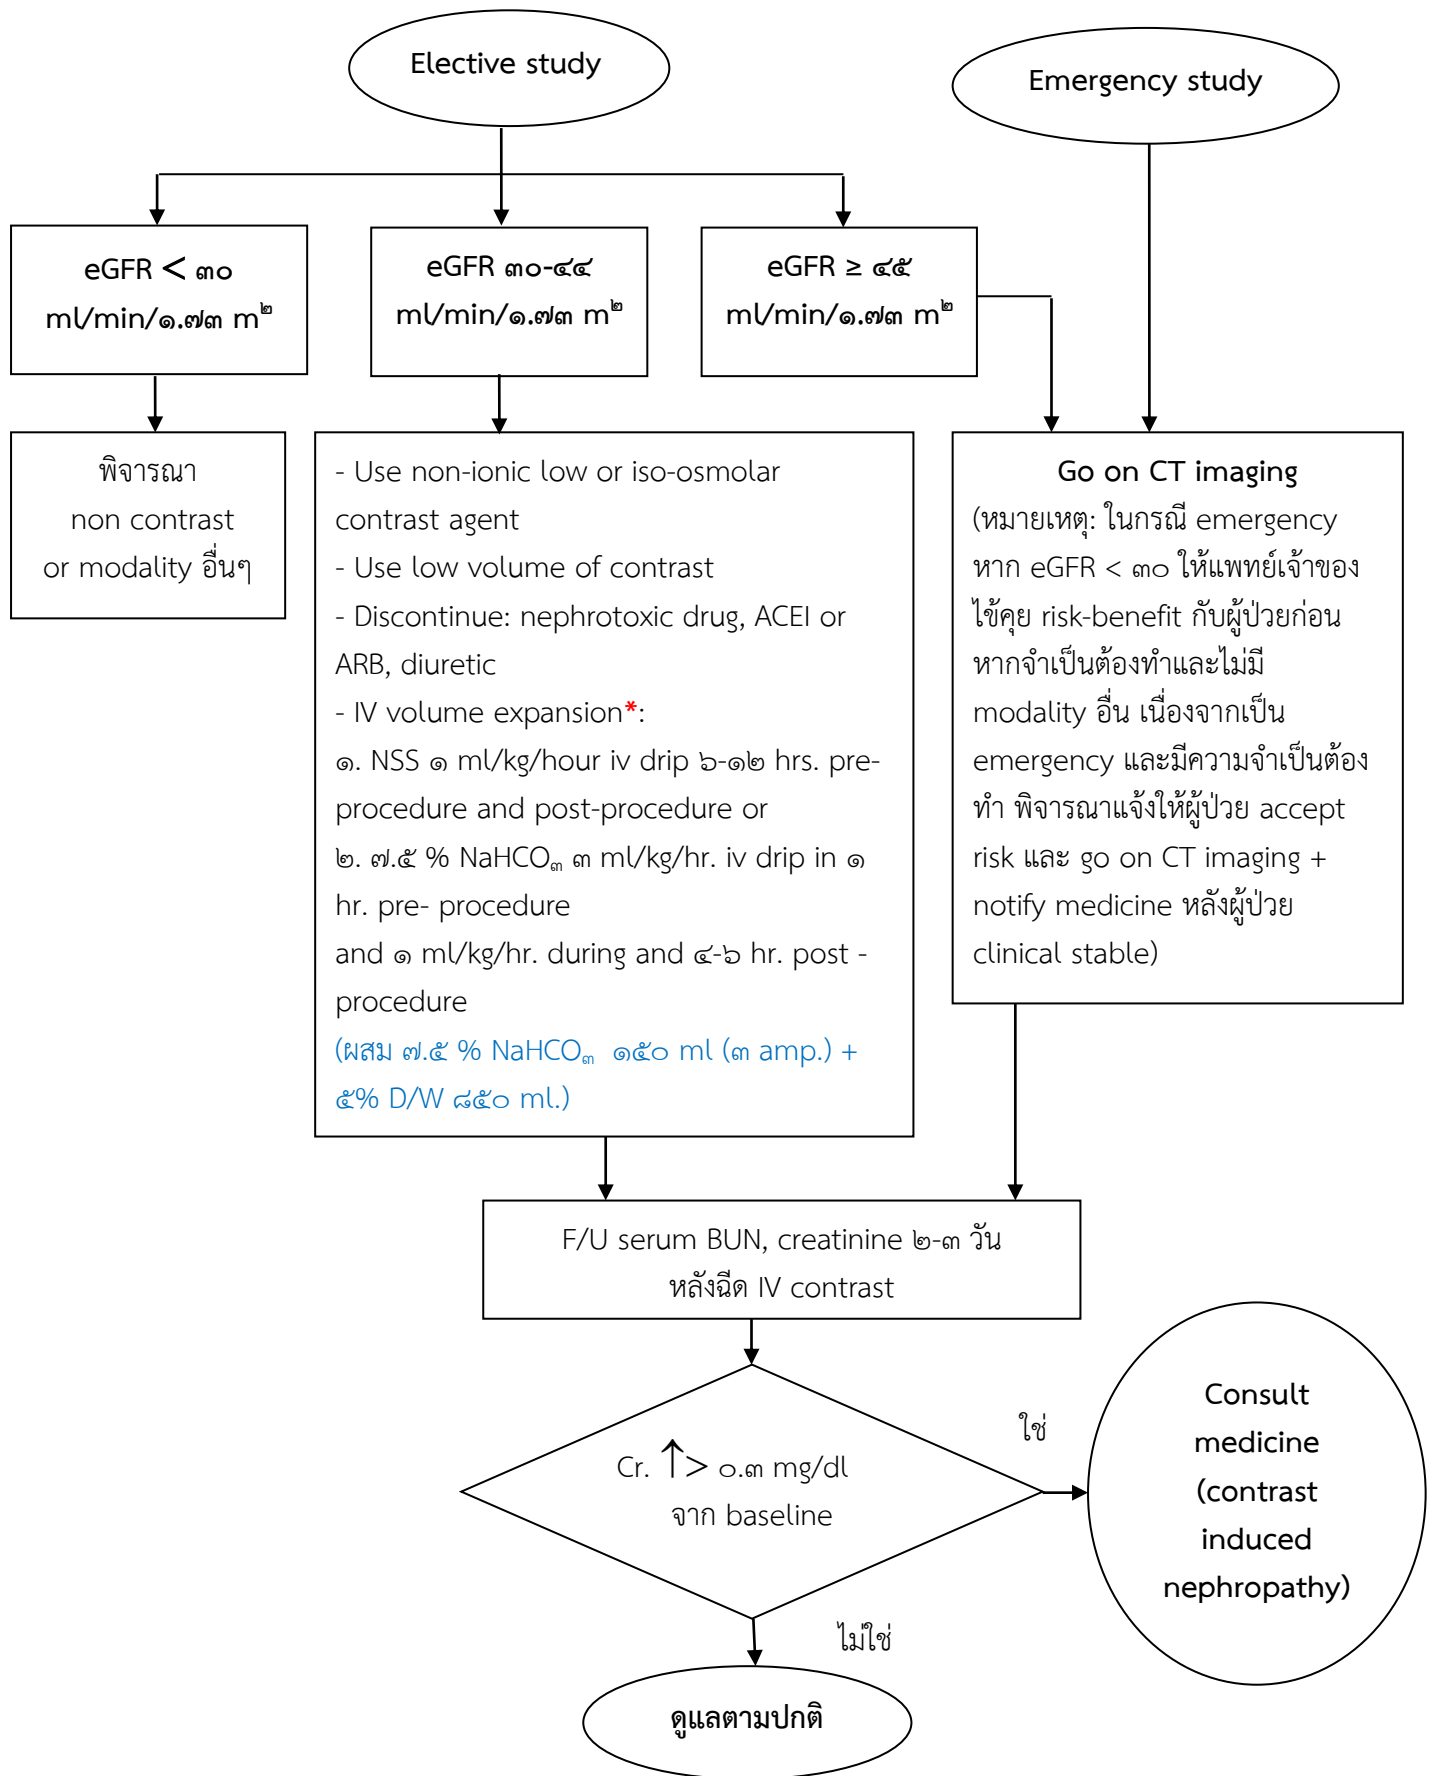 Elective study
Emergency study
eGFR < ๓๐
ml/min/๑.๗๓ m๒
eGFR ๓๐-๔๔
ml/min/๑.๗๓ m๒
eGFR ≥ ๔๕
ml/min/๑.๗๓ m๒
พิจารณา
non contrast
or modality อื่นๆ
- Use non-ionic low or iso-osmolar
contrast agent
- Use low volume of contrast
- Discontinue: nephrotoxic drug, ACEI or
ARB, diuretic
- IV volume expansion*:
๑. NSS ๑ ml/kg/hour iv drip ๖-๑๒ hrs. pre-
procedure and post-procedure or
๒. ๗.๕ % NaHCO๓ ๓ ml/kg/hr. iv drip in ๑
hr. pre- procedure
and ๑ ml/kg/hr. during and ๔-๖ hr. post -
procedure
(ผสม ๗.๕ % NaHCO๓ ๑๕๐ ml (๓ amp.) +
๕% D/W ๘๕๐ ml.)
Go on CT imaging
(หมายเหตุ: ในกรณี emergency
หาก eGFR < ๓๐ ให้แพทย์เจ้าของ
ไข้คุย risk-benefit กับผู้ป่วยก่อน
หากจำเป็นต้องทำและไม่มี
modality อื่น เนื่องจากเป็น
emergency และมีความจำเป็นต้อง
ทำ พิจารณาแจ้งให้ผู้ป่วย accept
risk และ go on CT imaging +
notify medicine หลังผู้ป่วย
clinical stable)
F/U serum BUN, creatinine ๒-๓ วัน
หลังฉีด IV contrast
Cr. ↑> ๐.๓ mg/dl
จาก baseline
ใช่
Consult
medicine
(contrast
induced
nephropathy)
ไม่ใช่
ดูแลตามปกติ